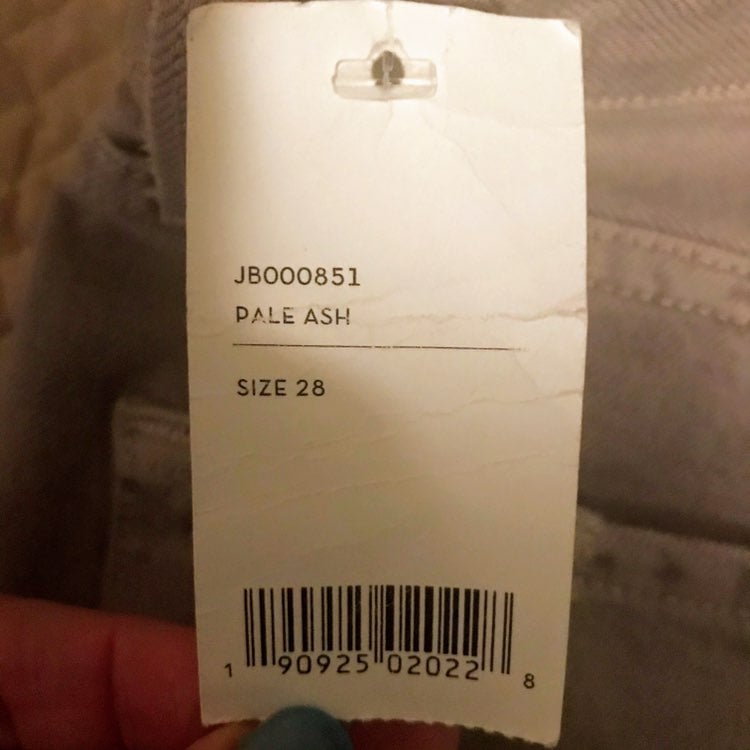 JB000851
PALE ASH
SIZE 28
1 90925 02022 8